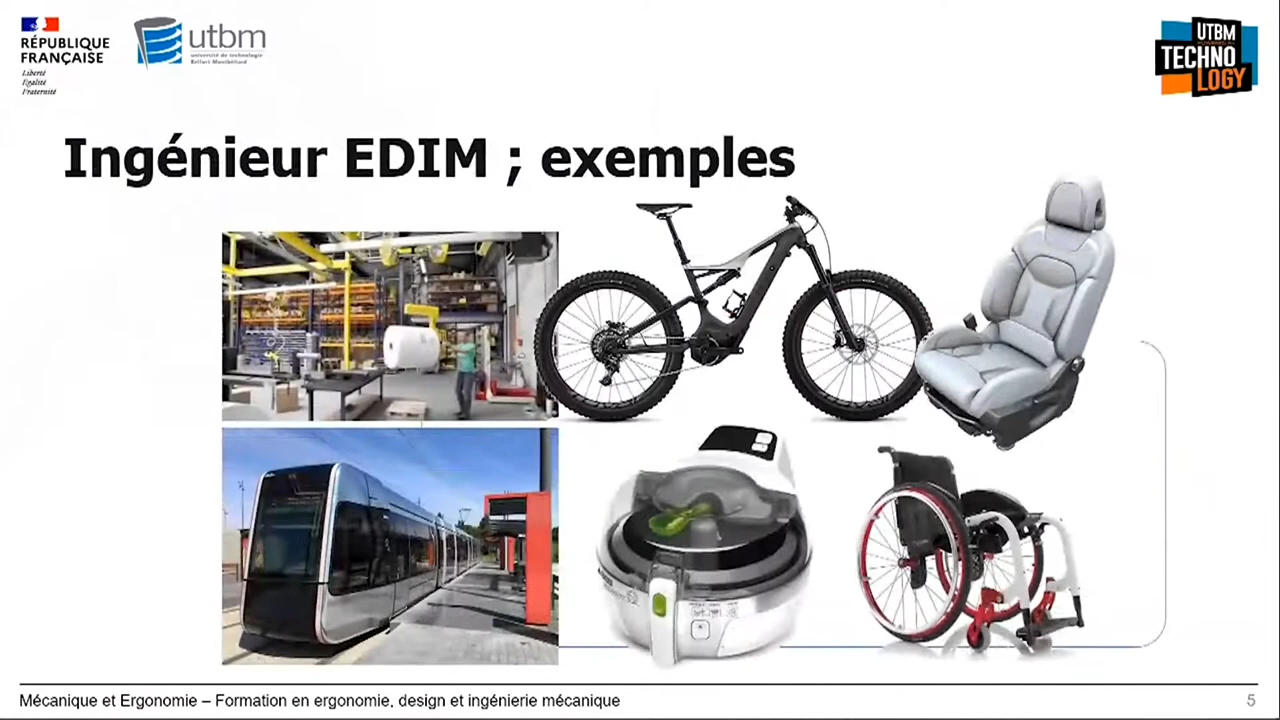 RÉPUBLIQUE
FRANÇAISE
Liberté
Égalité
Fraternité
utbm
université de technologie
Belfort-Montbéliard
UTBM
TECHNO
LOGY
Ingénieur EDIM ; exemples
Mécanique et Ergonomie – Formation en ergonomie, design et ingénierie mécanique
5